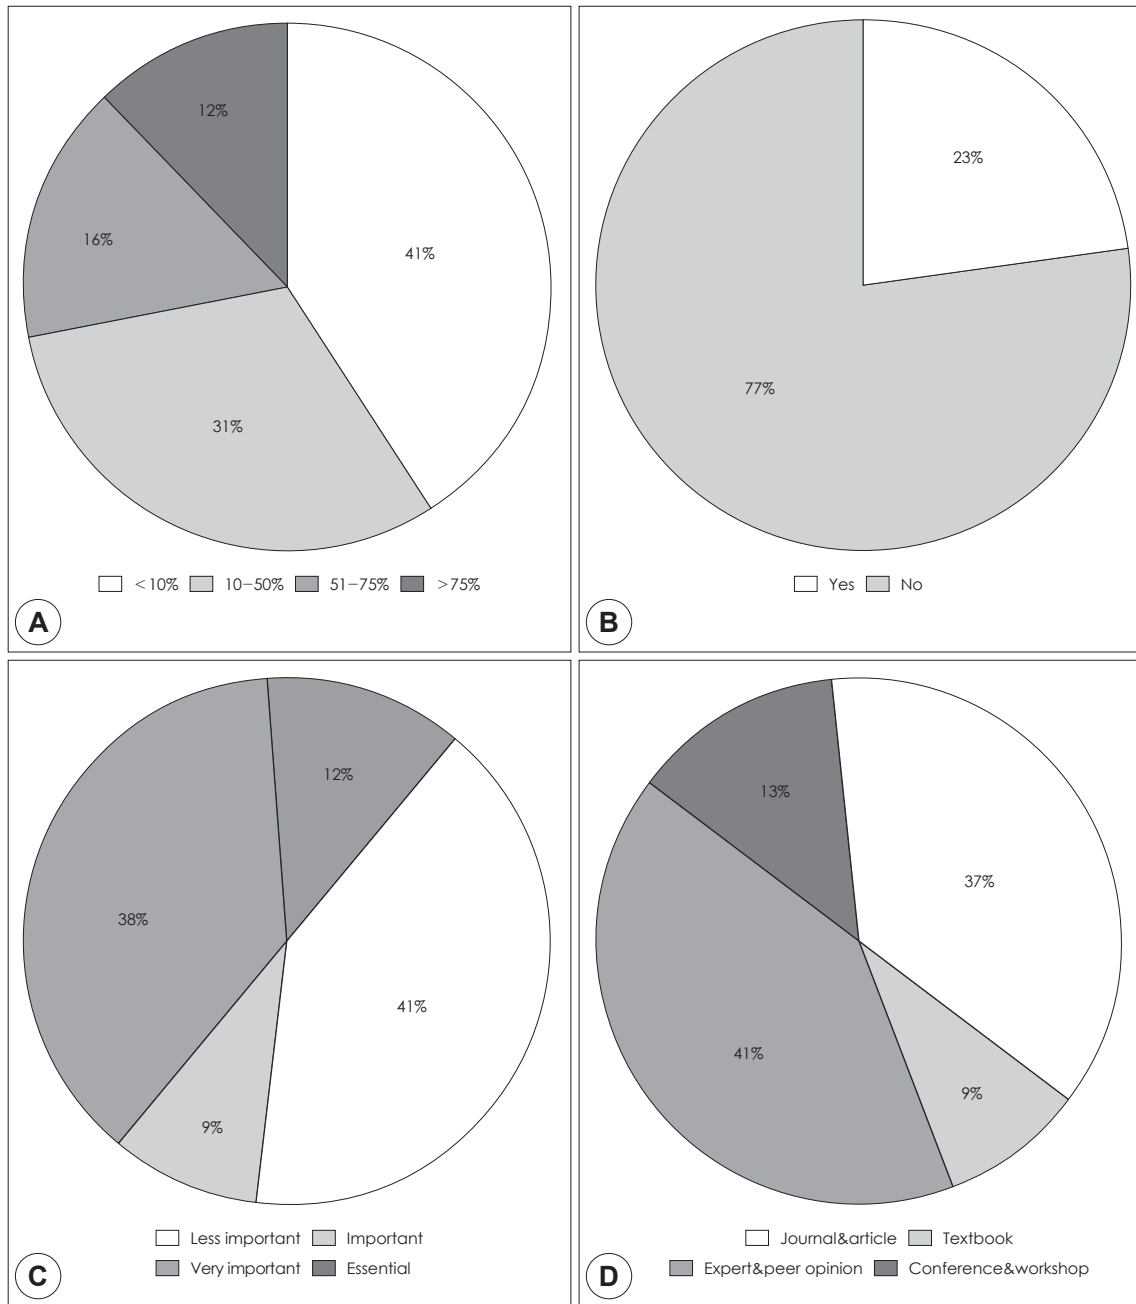 12%
23%
16%
41%
31%
77%
<10% 10−50% 51−75% >75%
Yes No
A
B
12%
13%
37%
38%
41%
41%
9%
9%
Less important Important
Very important Essential
C
Journal&article Textbook
Expert&peer opinion Conference&workshop
D